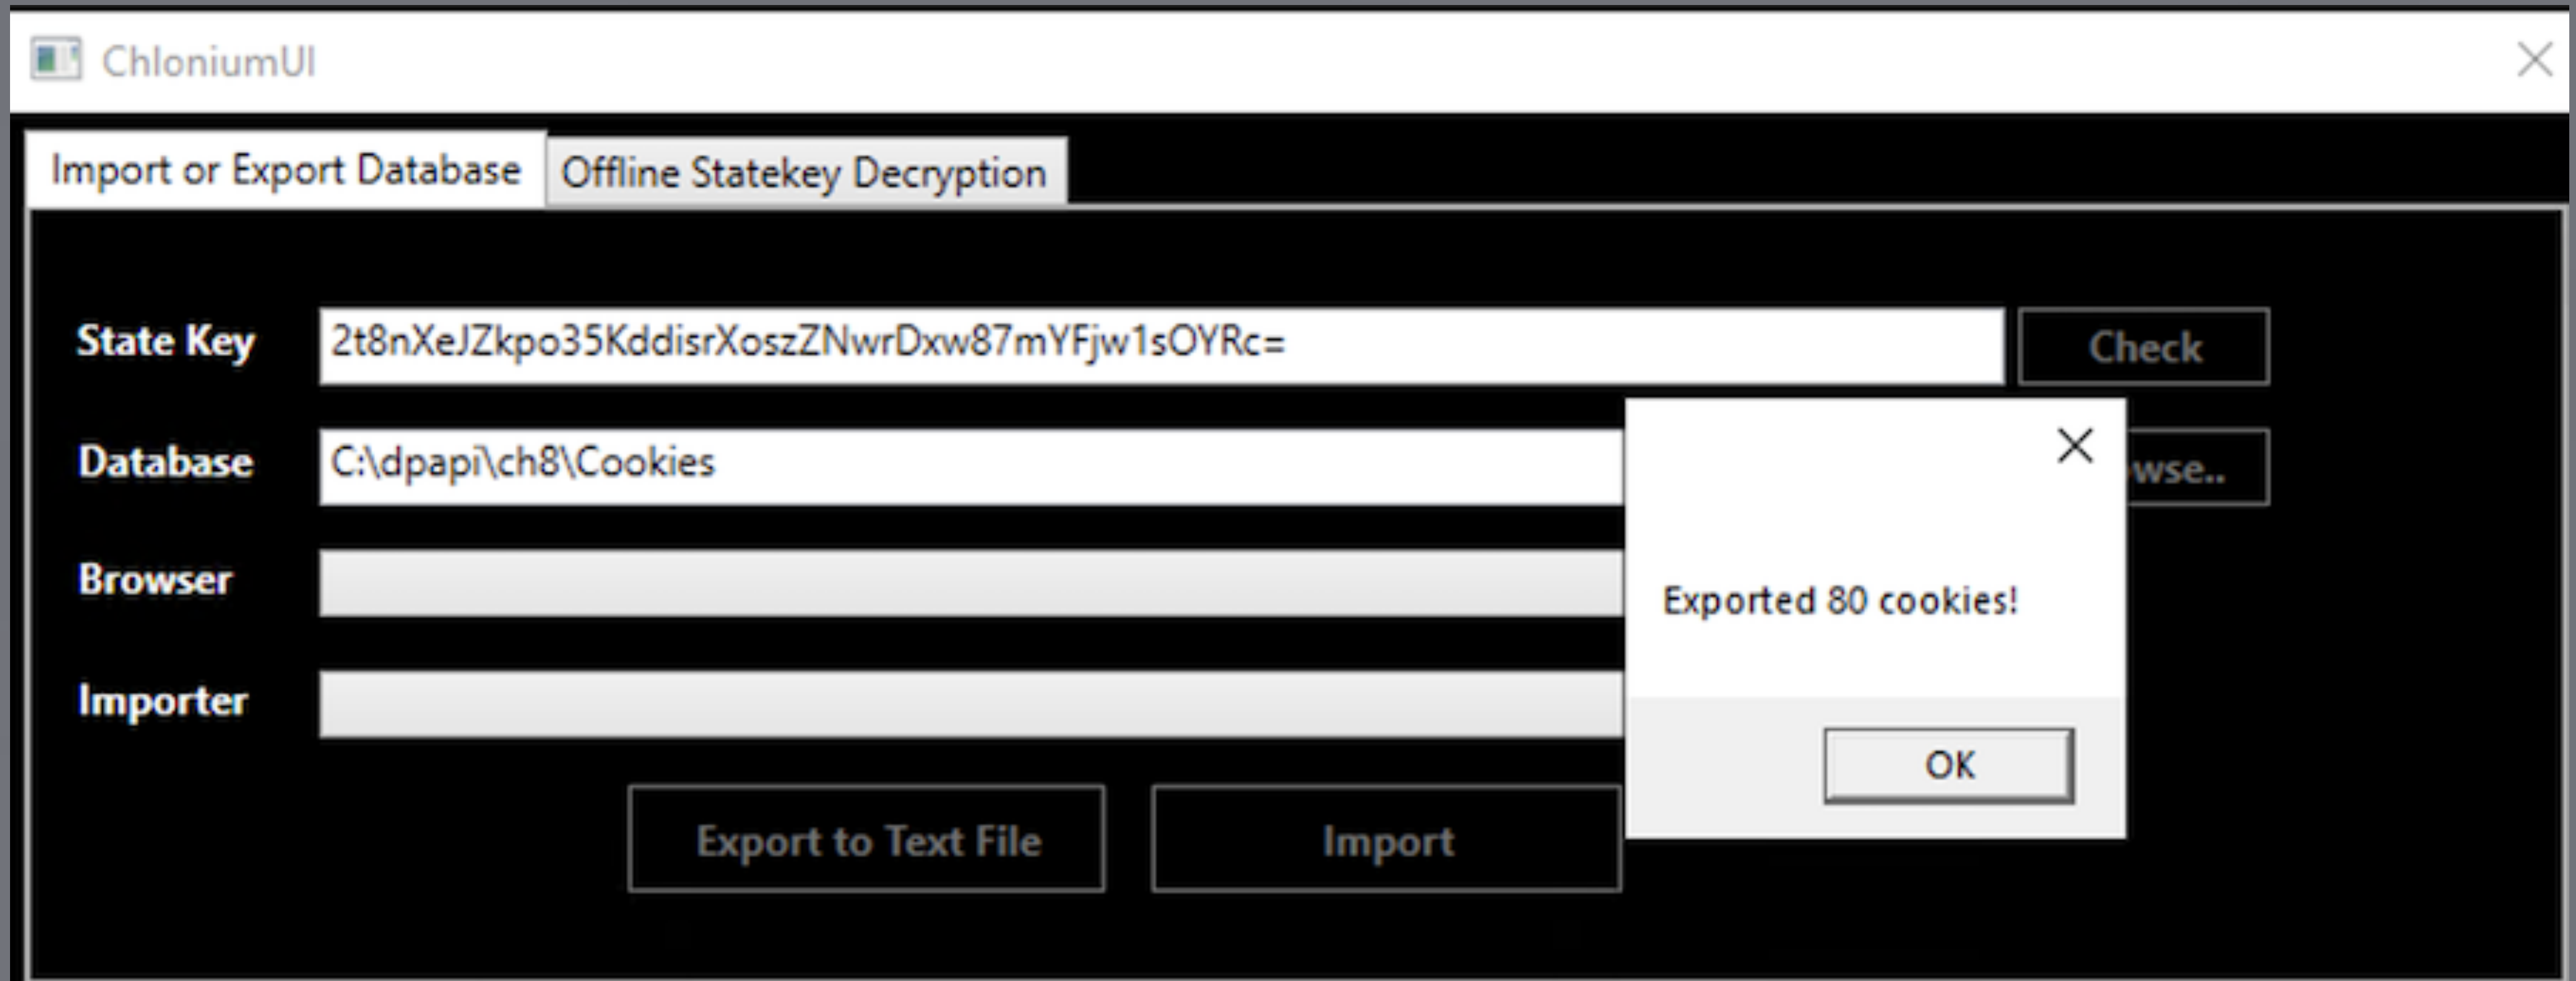 ChloniumUI
Import or Export Database
Offline Statekey Decryption
State Key
2t8nXeJZkpo35KddisrXoszZNwrDxw87mYFjw1sOYRc=
Check
Database
C:\dpapi\ch8\Cookies
wse..
Browser
Exported 80 cookies!
Importer
OK
Export to Text File
Import